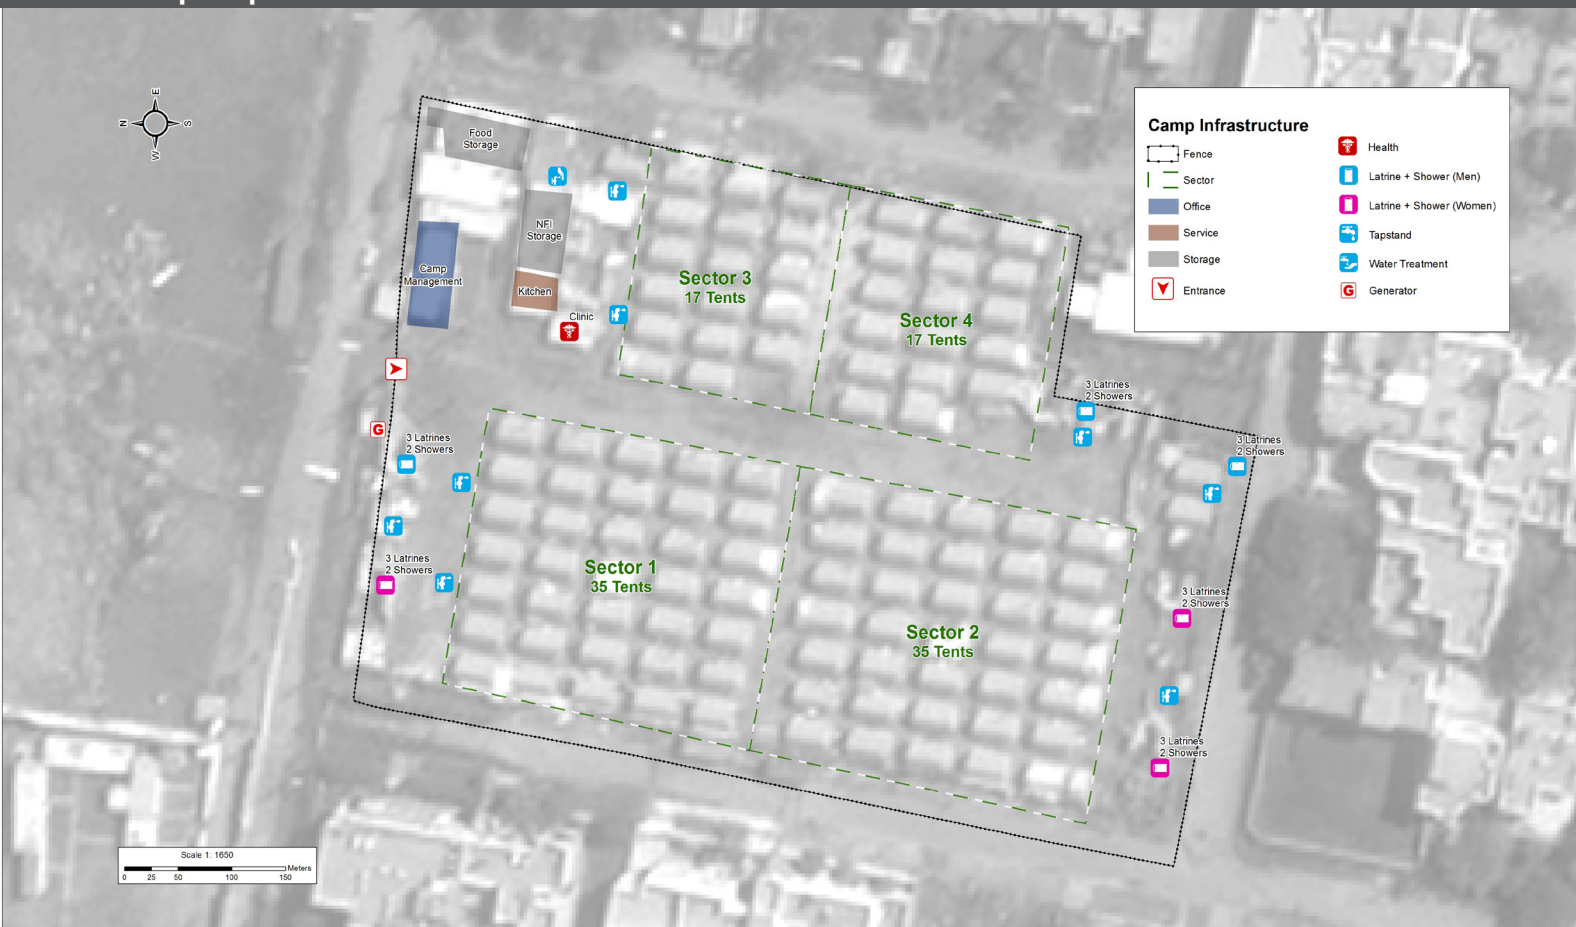 E
N
S
W
Food
Storage
NFI
Storage
Camp
Management
Kitchen
Clinic
Sector 3
17 Tents
Sector 4
17 Tents
3 Latrines
2 Showers
G
3 Latrines
2 Showers
3 Latrines
2 Showers
3 Latrines
2 Showers
Sector 1
35 Tents
3 Latrines
2 Showers
Sector 2
35 Tents
3 Latrines
2 Showers
Camp Infrastructure
Fence
Sector
Office
Service
Storage
Entrance
Health
Latrine + Shower (Men)
Latrine + Shower (Women)
Tapstand
Water Treatment
G Generator
Scale 1: 1650
Meters
0 25 50 100 150